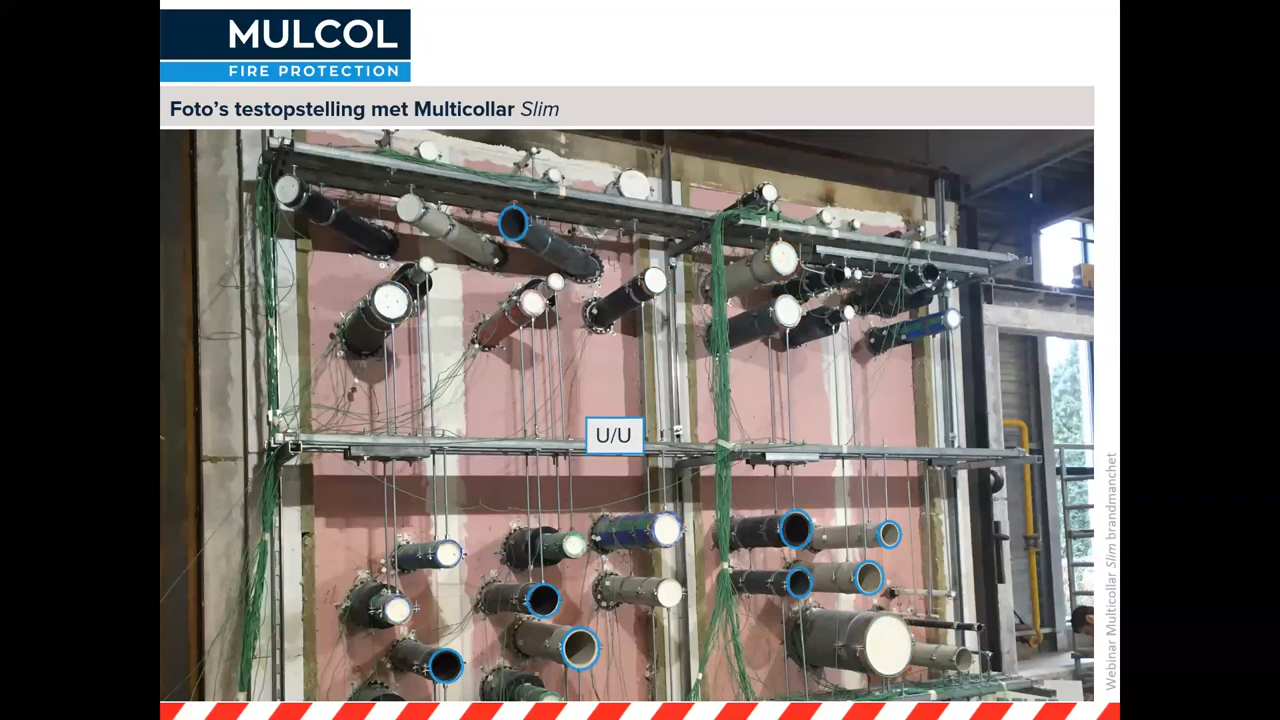 MULCOL
FIRE PROTECTION
Foto's testopstelling met Multicollar Slim
U/U
Webinar Multicollar Slim brandmanchet